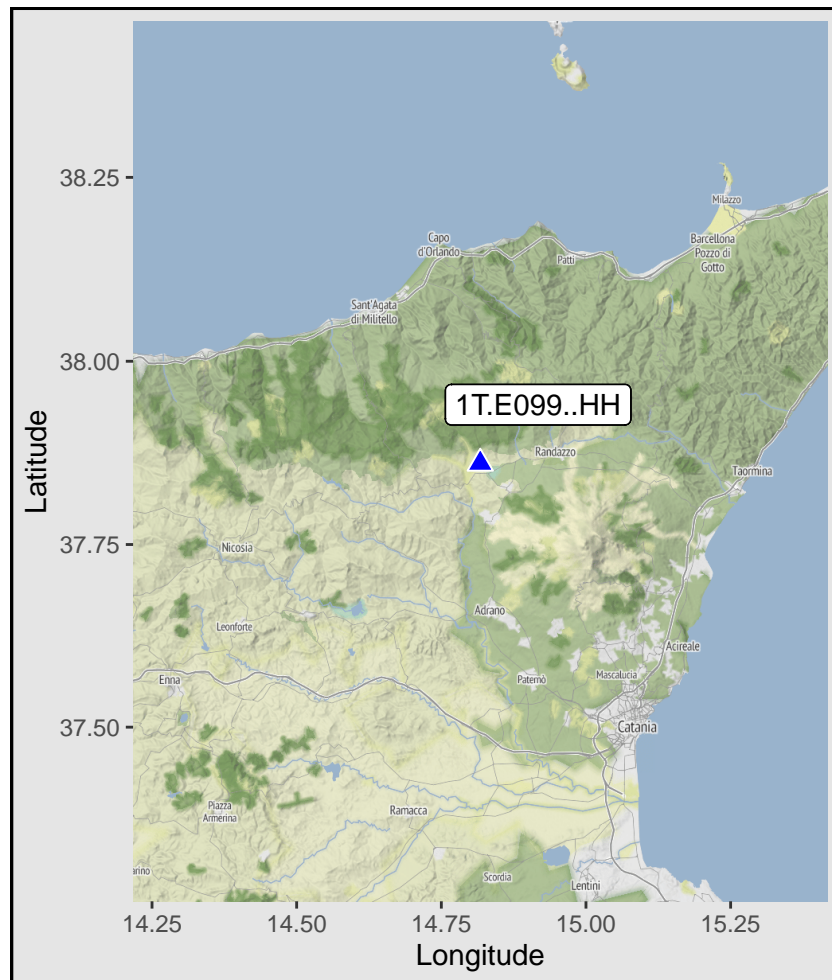 Milazzo
38.25
Capo
d'Orlando
Patti
Barcellona
Pozzo di
Gotto
Sant'Agata
di Militello
38.00
1T.E099..HH
Randazzo
Taormina
Latitude
37.75
Nicosia
Adrano
Leonforte
Acireale
Enna
Paternò
Mascalucia
37.50
Catania
Piazza
Armerina
Ramacca
arino
Scordia
Lentini
14.25
14.50
14.75
15.00
15.25
Longitude